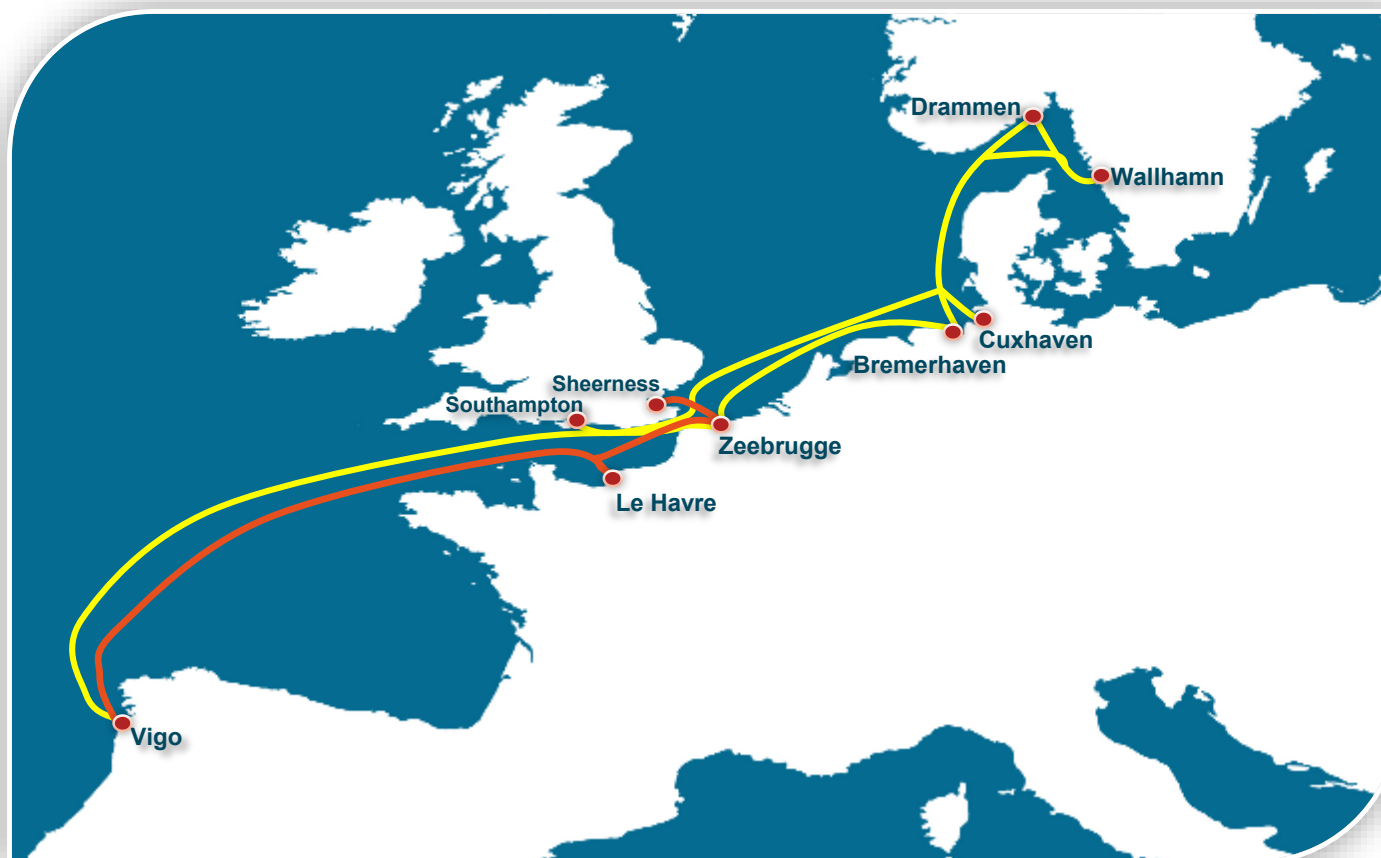 Drammen
Wallhamn
Cuxhaven
Bremerhaven
Sheerness
Southampton
Zeebrugge
Le Havre
Vigo